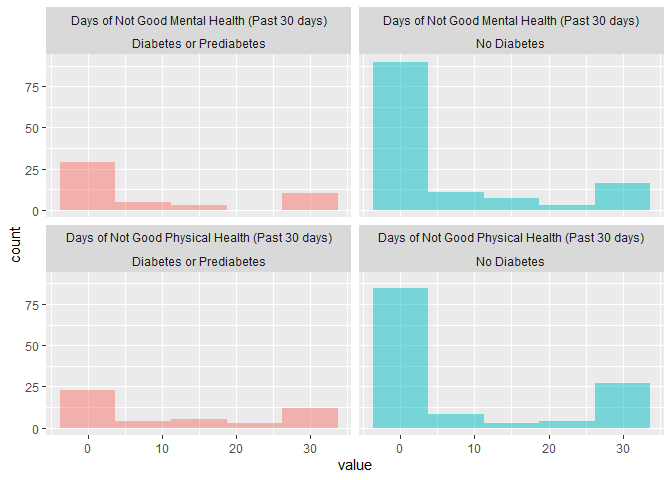 Days of Not Good Mental Health (Past 30 days)
Diabetes or Prediabetes
Days of Not Good Mental Health (Past 30 days)
No Diabetes
75
50
25
0
count
Days of Not Good Physical Health (Past 30 days)
Diabetes or Prediabetes
Days of Not Good Physical Health (Past 30 days)
No Diabetes
75
50
25
0
0 10 20 30
0 10 20 30
value